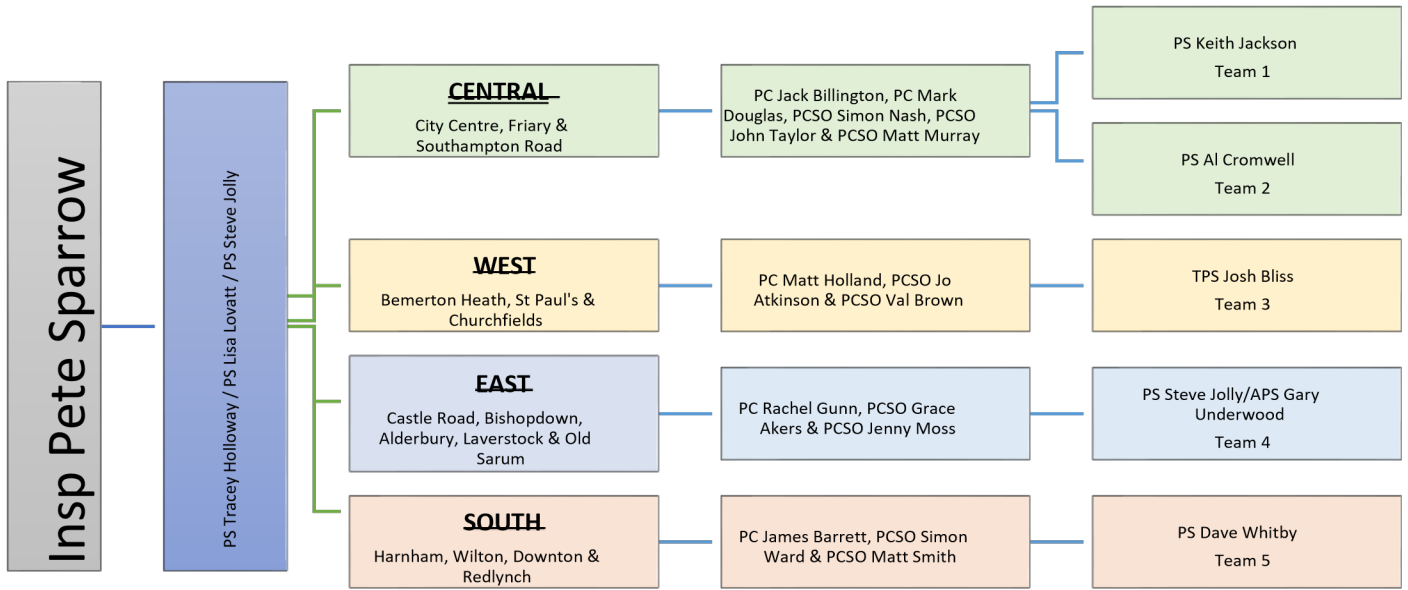 Insp Pete Sparrow
PS Tracey Holloway / PS Lisa Lovatt / PS Steve Jolly
CENTRAL
City Centre, Friary &
Southampton Road
PC Jack Billington, PC Mark
Douglas, PCSO Simon Nash, PCSO
John Taylor & PCSO Matt Murray
PS Keith Jackson
Team 1
PS Al Cromwell
Team 2
WEST
Bemerton Heath, St Paul's &
Churchfields
PC Matt Holland, PCSO Jo
Atkinson & PCSO Val Brown
TPS Josh Bliss
Team 3
EAST
Castle Road, Bishopdown,
Alderbury, Laverstock & Old
Sarum
PC Rachel Gunn, PCSO Grace
Akers & PCSO Jenny Moss
PS Steve Jolly/APS Gary
Underwood
Team 4
SOUTH
Harnham, Wilton, Downton &
Redlynch
PC James Barrett, PCSO Simon
Ward & PCSO Matt Smith
PS Dave Whitby
Team 5